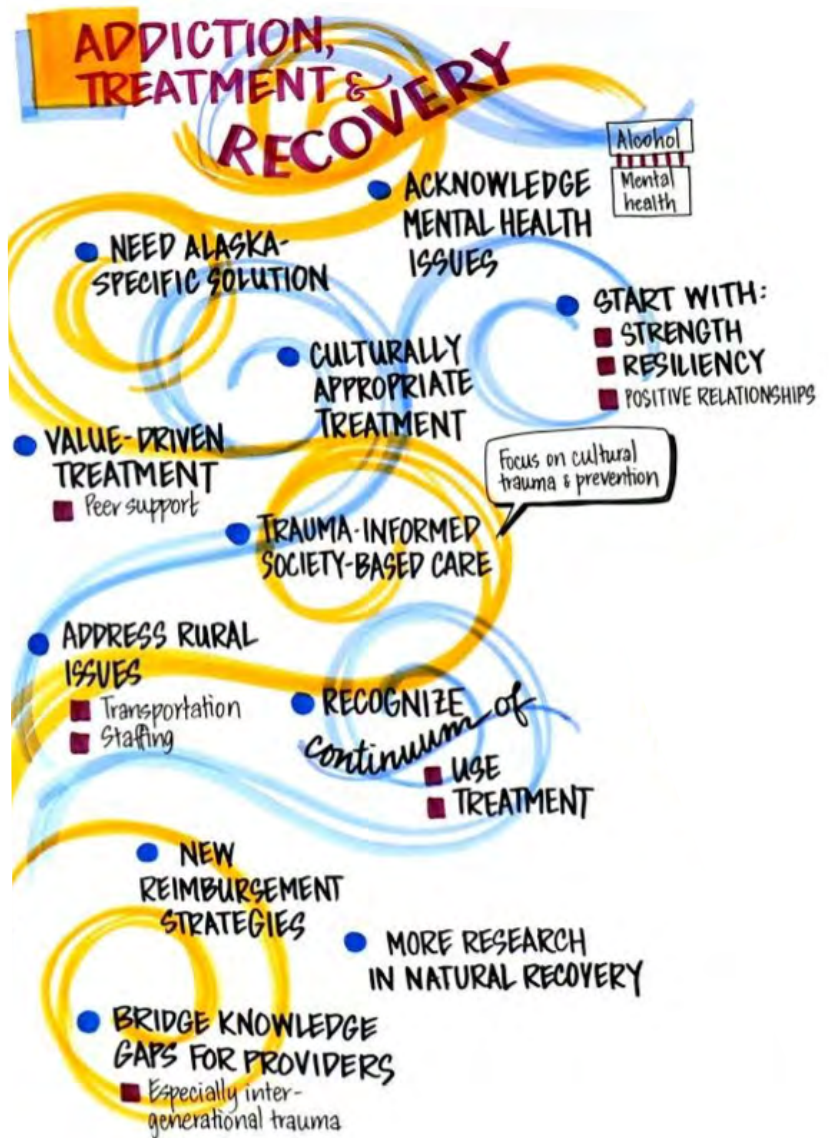 ADDICTION,
TREATMENT &
RECOVERY
Alcohol
Mental
health
ACKNOWLEDGE
MENTAL HEALTH
ISSUES
NEED ALASKA-
SPECIFIC SOLUTION
START WITH:
STRENGTH
RESILIENCY
POSITIVE RELATIONSHIPS
CULTURALLY
APPROPRIATE
TREATMENT
VALUE-DRIVEN
TREATMENT
Peer support
Focus on cultural
trauma & prevention
TRAUMA-INFORMED
SOCIETY-BASED CARE
ADDRESS RURAL
ISSUES
Transportation
Staffing
RECOGNIZE
continuum of
USE
TREATMENT
NEW
REIMBURSEMENT
STRATEGIES
MORE RESEARCH
IN NATURAL RECOVERY
BRIDGE KNOWLEDGE
GAPS FOR PROVIDERS
Especially inter-
generational trauma